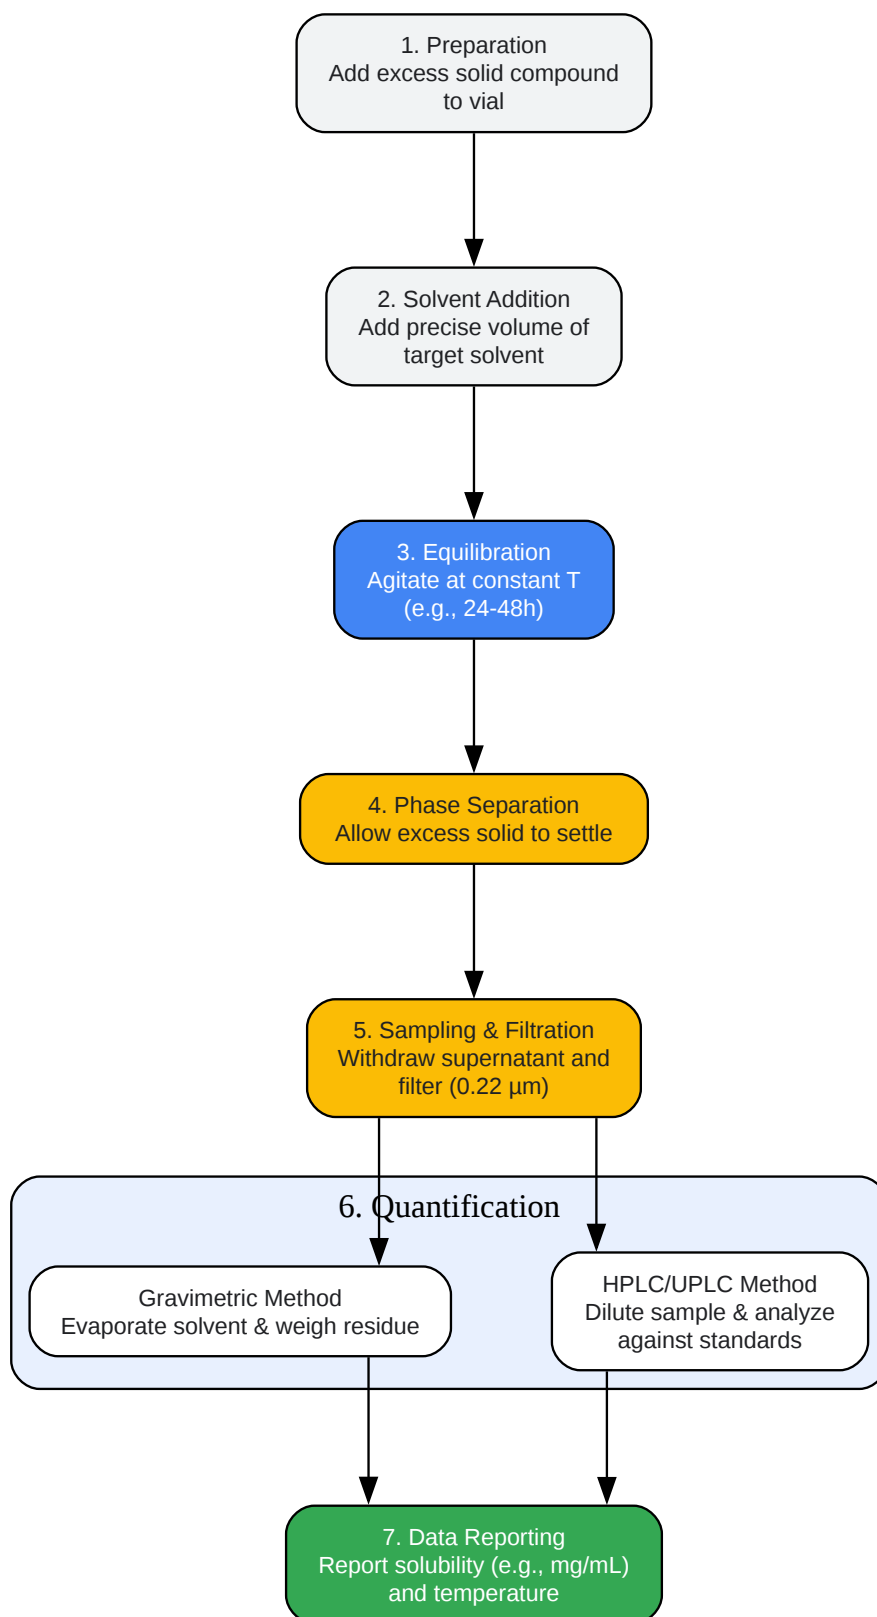 1. Preparation
Add excess solid compound
to vial
2. Solvent Addition
Add precise volume of
target solvent
3. Equilibration
Agitate at constant T
(e.g., 24-48h)
4. Phase Separation
Allow excess solid to settle
5. Sampling & Filtration
Withdraw supernatant and
filter (0.22 µm)
6. Quantification
Gravimetric Method
Evaporate solvent & weigh residue
HPLC/UPLC Method
Dilute sample & analyze
against standards
7. Data Reporting
Report solubility (e.g., mg/mL)
and temperature